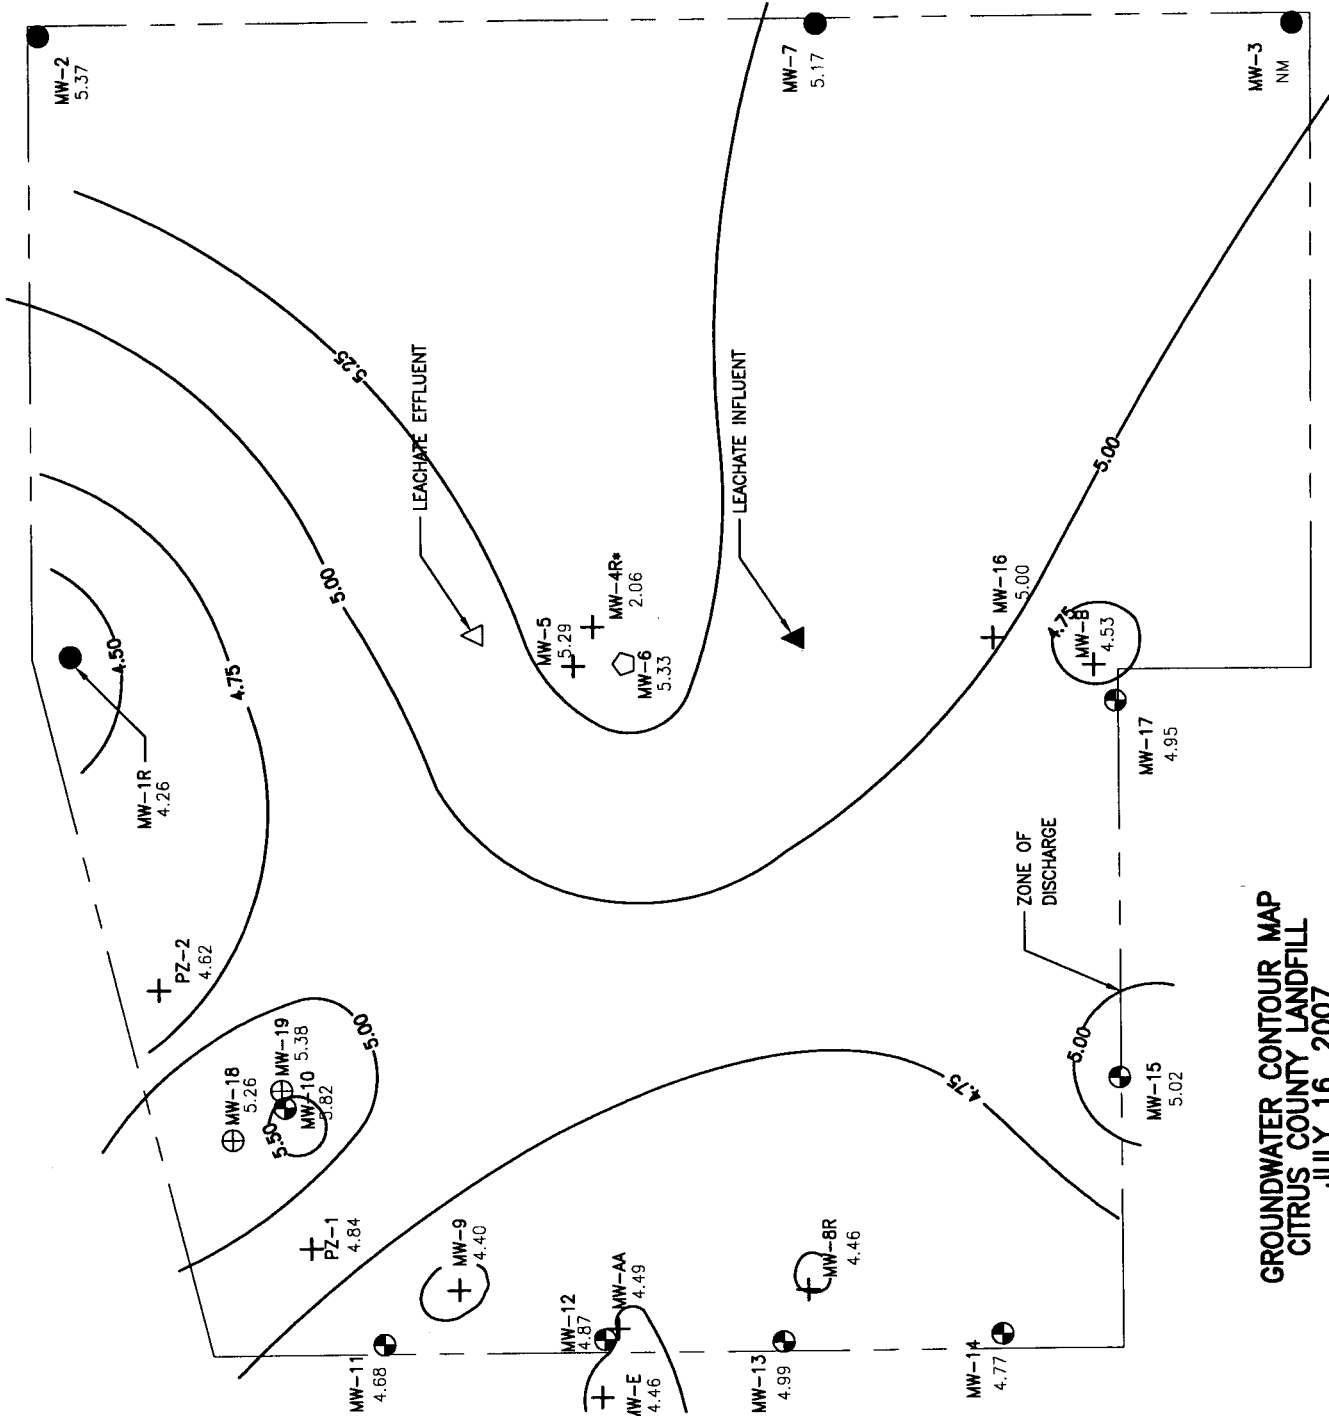 MW-2
5.37
MW-7
5.17
MW-3
NM
5.25
LEACHATE EFFLUENT
LEACHATE INFLUENT
5.00
5.00
4.50
4.75
MW-1R
4.26
MW-5
5.29
MW-4R*
2.06
MW-6
5.33
MW-16
5.00
4.75
MW-B
4.53
MW-17
4.95
PZ-2
4.62
ZONE OF
DISCHARGE
5.00
MW-18
5.26
MW-19
5.38
MW-10
5.82
5.50
4.75
5.00
MW-15
5.02
PZ-1
4.84
MW-9
4.40
MW-AA
4.49
MW-8R
4.46
MW-11
4.68
MW-12
4.87
MW-E
4.46
MW-13
4.99
MW-14
4.77
GROUNDWATER CONTOUR MAP
CITRUS COUNTY LANDFILL
JULY 16, 2007